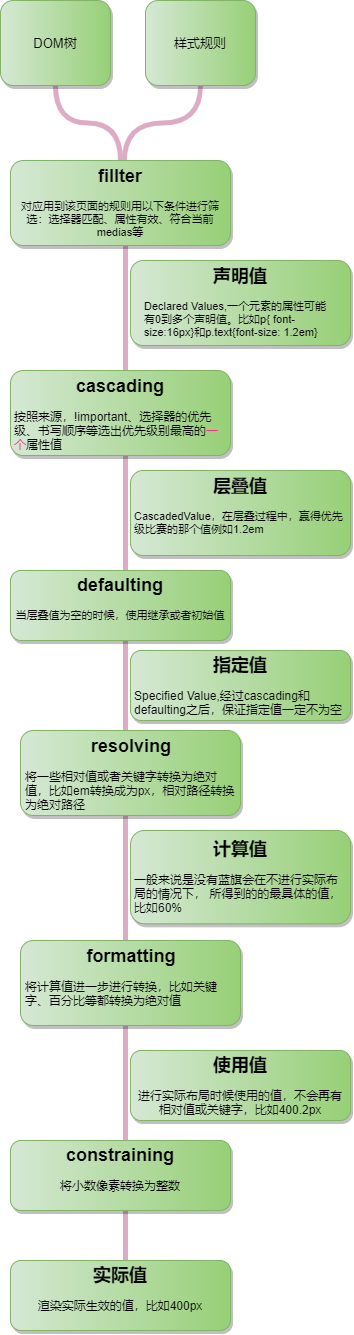 DOM树
样式规则
fillter
对应用到该页面的规则用以下条件进行筛
选：选择器匹配、属性有效、符合当前
medias等
声明值
Declared Values,一个元素的属性可能
有0到多个声明值。比如p{ font-
size:16px}和p.text{font-size: 1.2em}
cascading
按照来源，!important、选择器的优先
级、书写顺序等选出优先级别最高的一
个属性值
层叠值
CascadedValue，在层叠过程中，赢得优先
级比赛的那个值例如1.2em
defaulting
当层叠值为空的时候，使用继承或者初始值
指定值
Specified Value,经过cascading和
defaulting之后，保证指定值一定不为空
resolving
将一些相对值或者关键字转换为绝对
值，比如em转换成为px，相对路径转换
为绝对路径
计算值
一般来说是没有蓝旗会在不进行实际布
局的情况下， 所得到的的最具体的值，
比如60%
formatting
将计算值进一步进行转换，比如关键
字、百分比等都转换为绝对值
使用值
进行实际布局时候使用的值，不会再有
相对值或关键字，比如400.2px
constraining
将小数像素转换为整数
实际值
渲染实际生效的值，比如400px